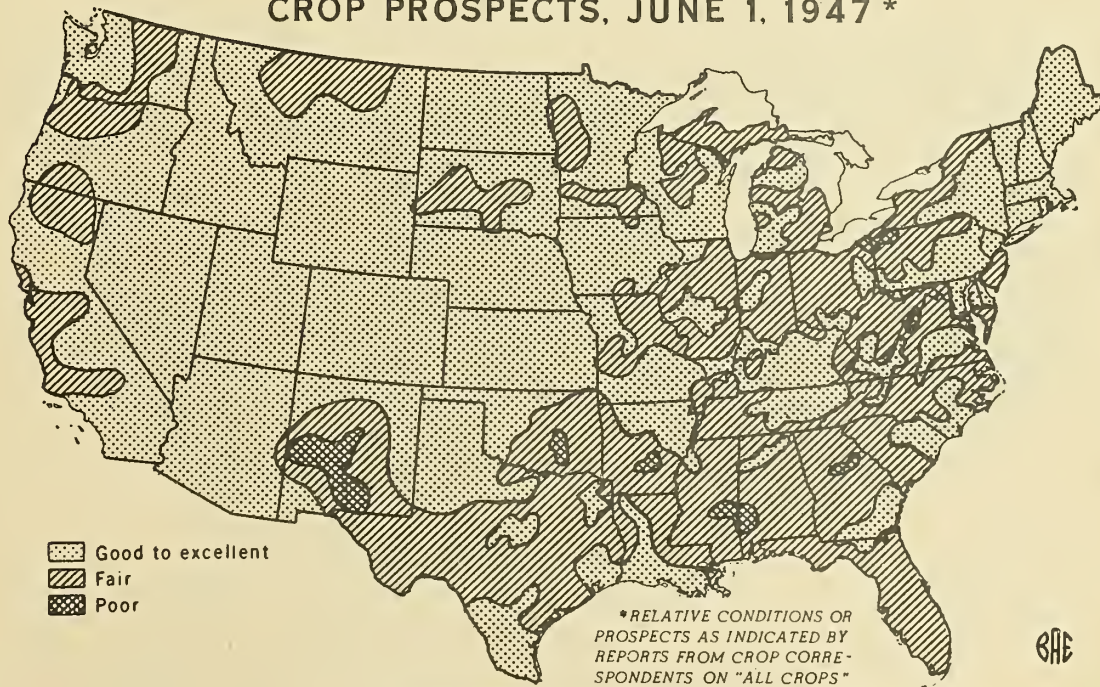 CROP PROSPECTS, JUNE 1, 1947 *
Good to excellent
Fair
Poor
*RELATIVE CONDITIONS OR
PROSPECTS AS INDICATED BY
REPORTS FROM CROP CORRE-
SPONDENTS ON "ALL CROPS"
BAE